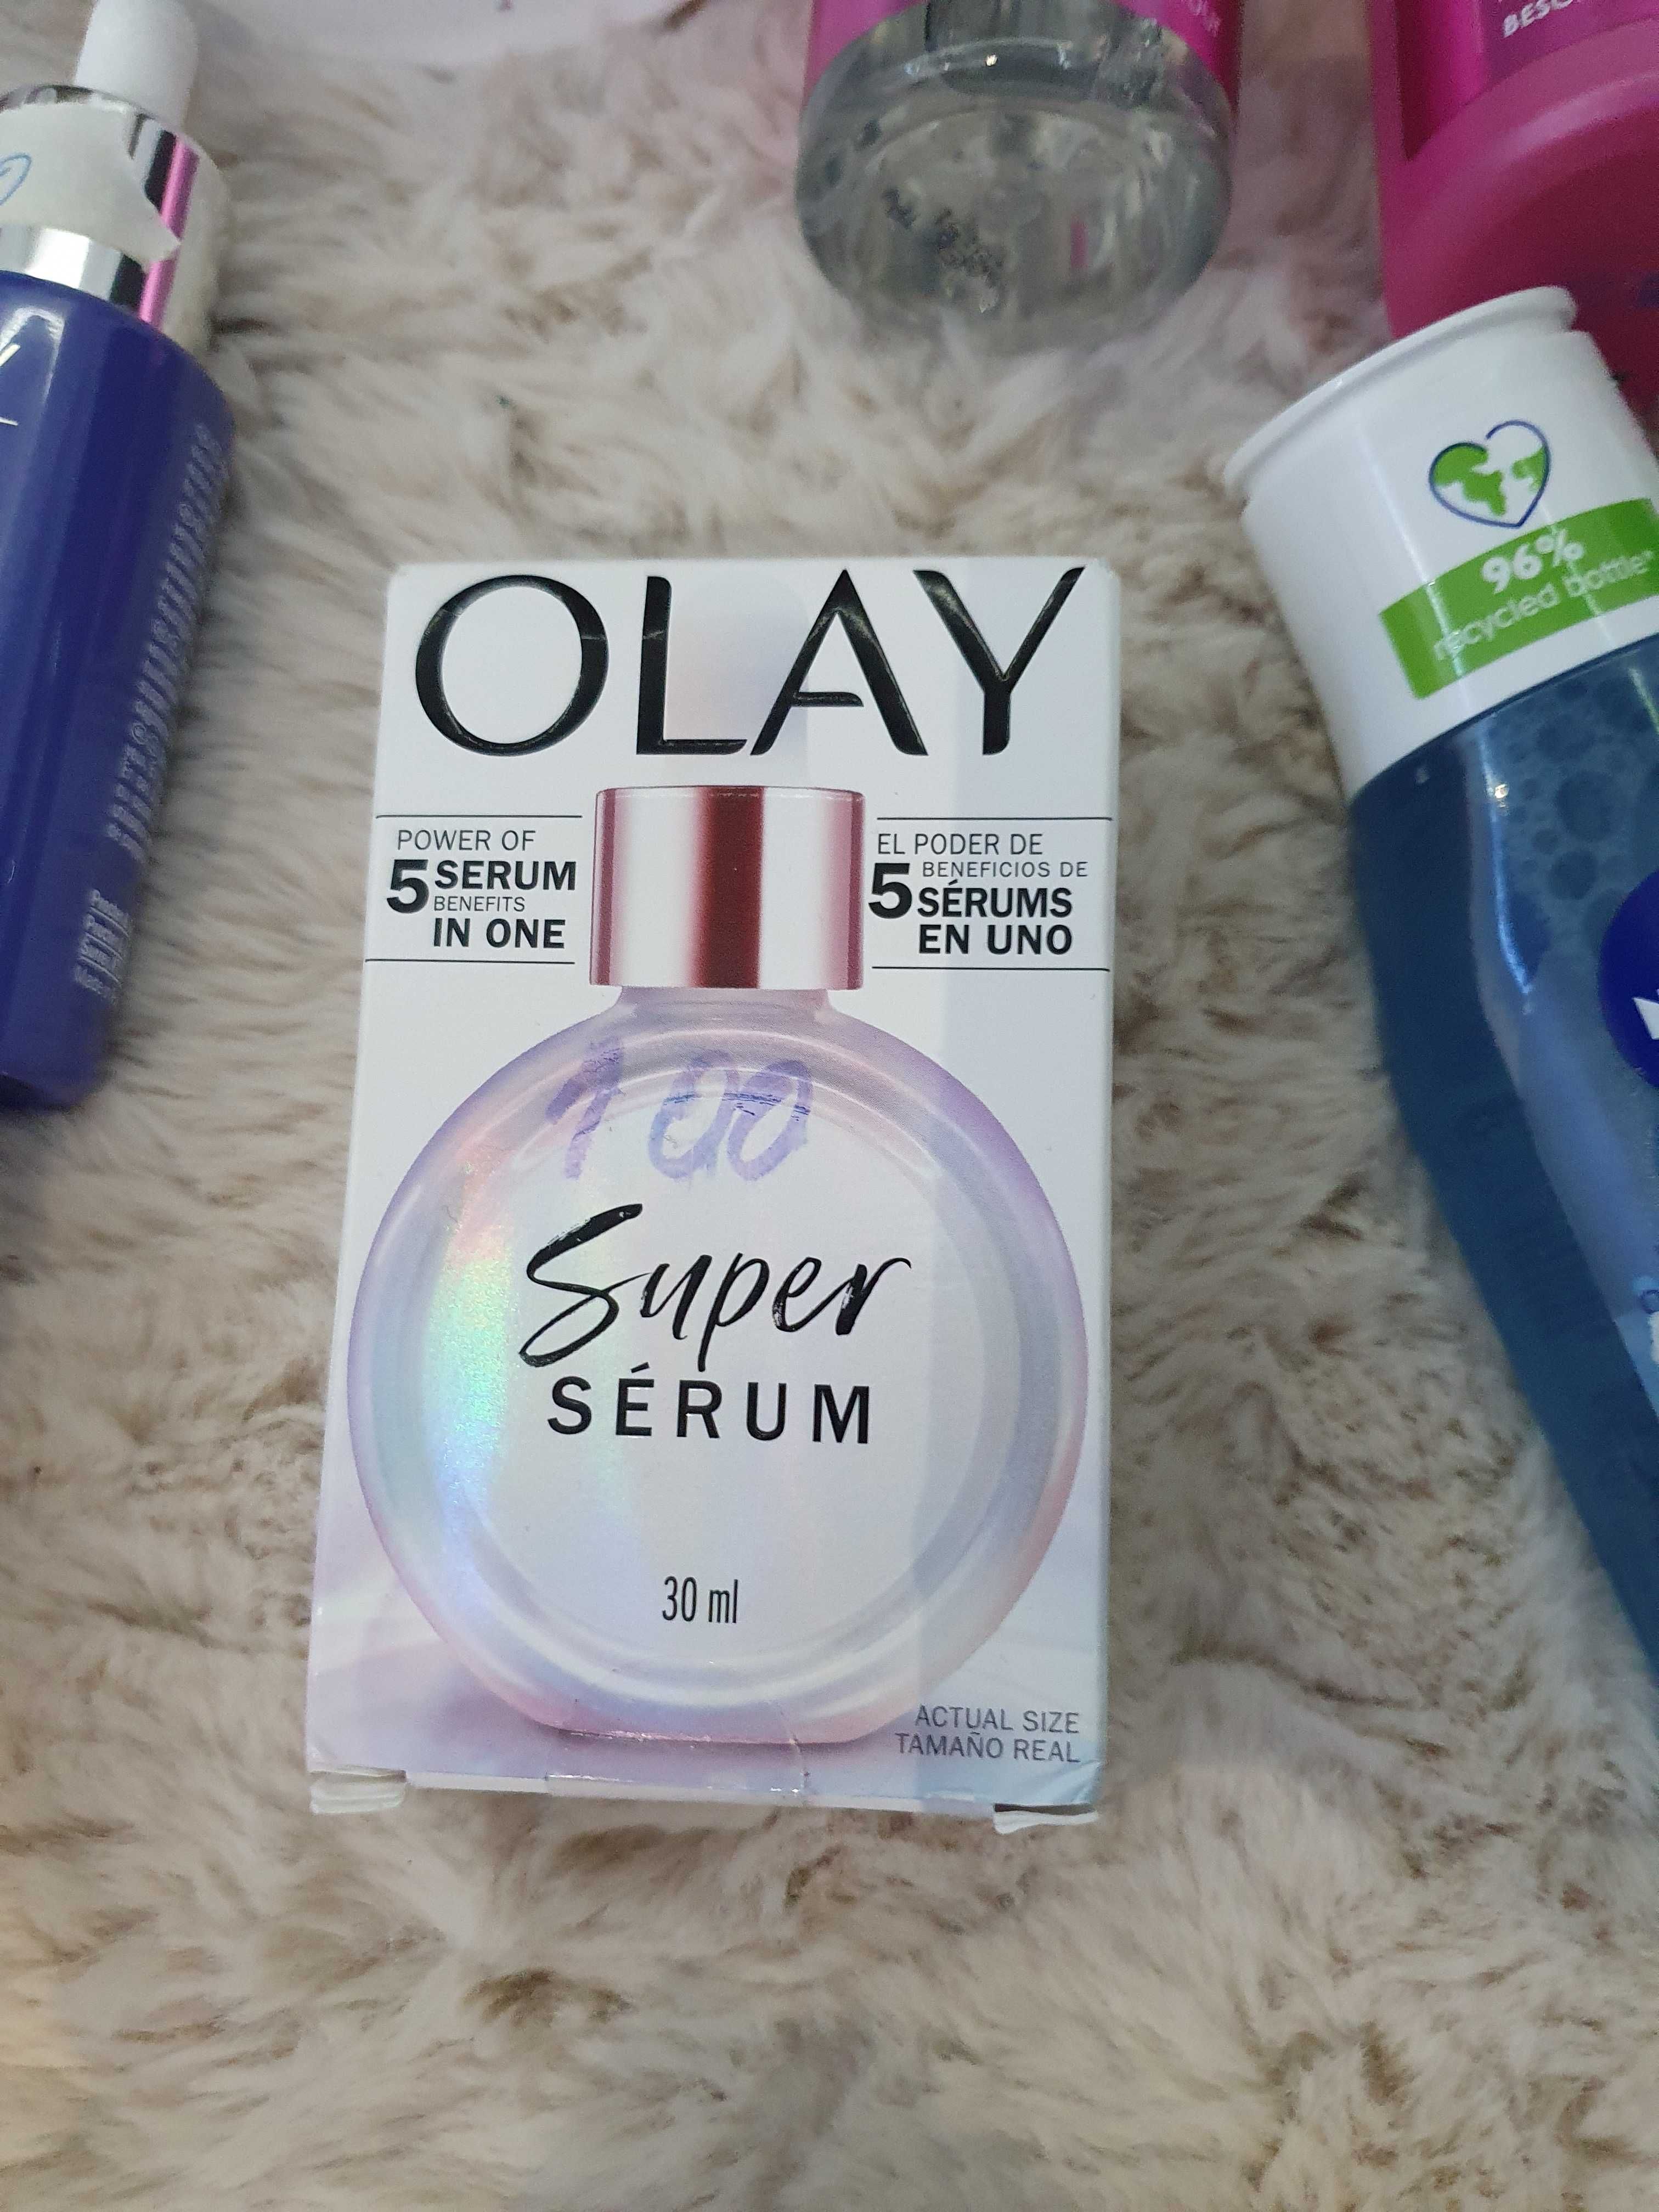 OLAY
POWER OF
5 SERUM
BENEFITS
IN ONE
EL PODER DE
5 BENEFICIOS DE
SÉRUMS
EN UNO
100
Super
SÉRUM
30 ml
ACTUAL SIZE
TAMAÑO REAL
96%
recycled bottle*